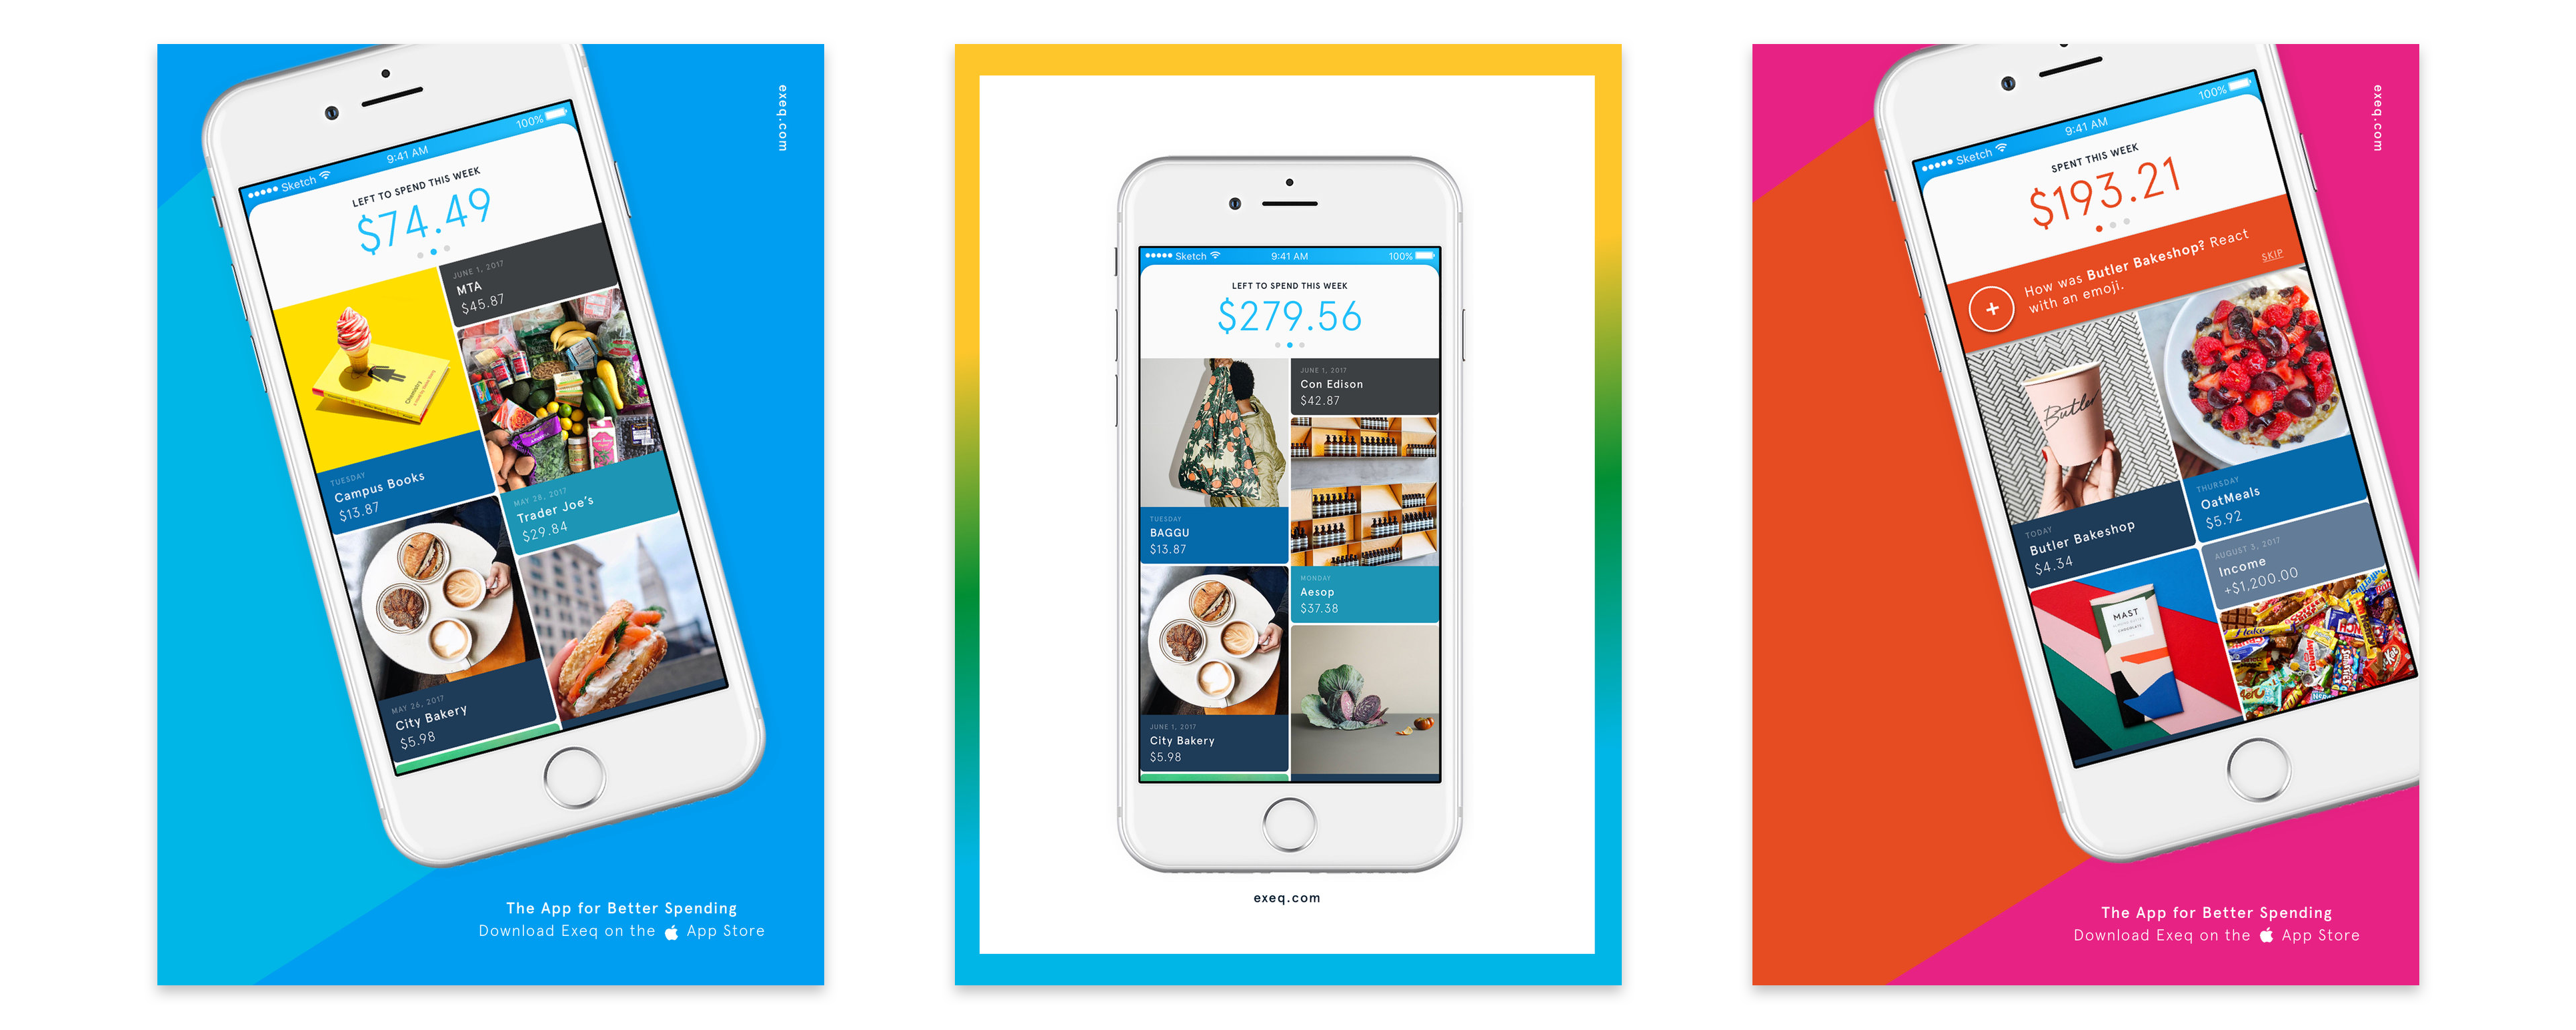 exeq.com
Sketch
9:41 AM
100%
LEFT TO SPEND THIS WEEK
$74.49
JUNE 1, 2017
MTA
$45.87
Chemistry
TUESDAY
Campus Books
$13.87
MAY 28, 2017
Trader Joe's
$29.84
MAY 26, 2017
City Bakery
$5.98
The App for Better Spending
Download Exeq on the App Store
Sketch
9:41 AM
100%
LEFT TO SPEND THIS WEEK
$279.56
JUNE 1, 2017
Con Edison
$42.87
TUESDAY
BAGGU
$13.87
MONDAY
Aesop
$37.38
JUNE 1, 2017
City Bakery
$5.98
exeq.com
exeq.com
Sketch
9:41 AM
100%
SPENT THIS WEEK
$193.21
How was Butler Bakeshop? React
with an emoji.
SKIP
Butler
TODAY
Butler Bakeshop
$4.34
THURSDAY
OatMeals
$5.92
AUGUST 3, 2017
Income
+$1,200.00
MAST
CHOCOLATE
Flake
The App for Better Spending
Download Exeq on the App Store